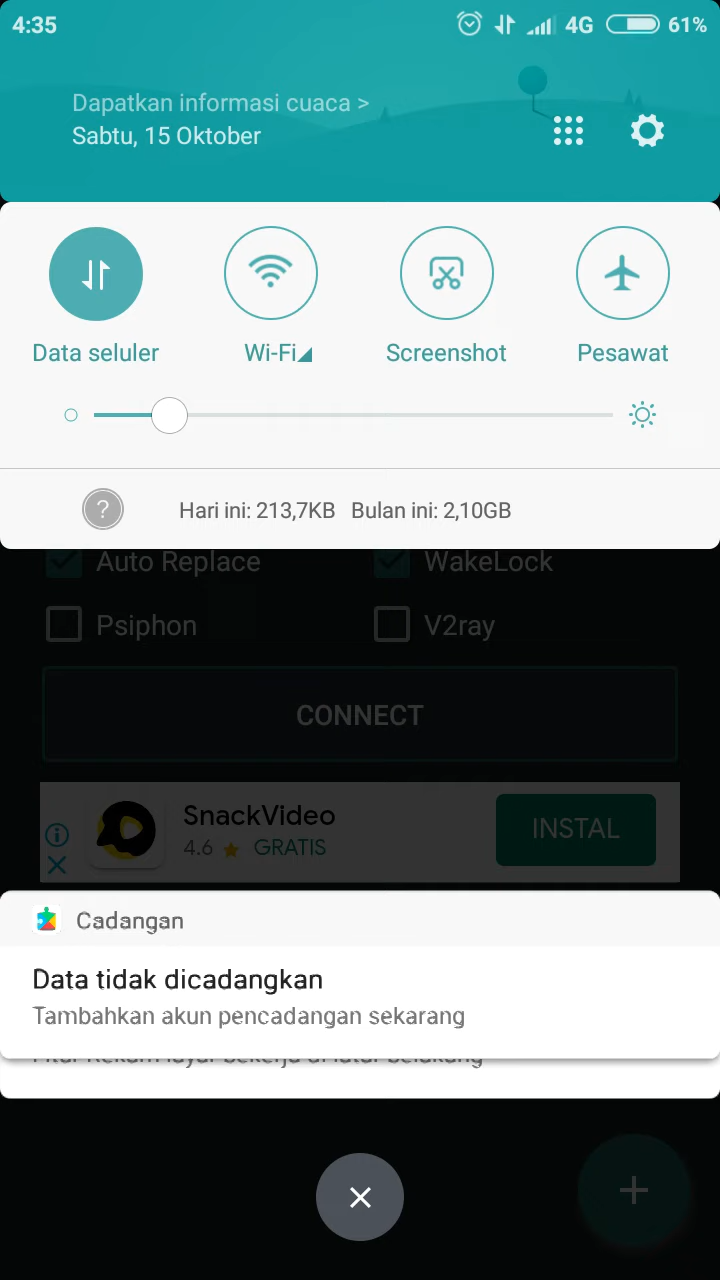 4:35
4G
61%
Dapatkan informasi cuaca >
Sabtu, 15 Oktober
Data seluler
Wi-Fi
Screenshot
Pesawat
?
Hari ini: 213,7KB Bulan ini: 2,10GB
Auto Replace
WakeLock
Psiphon
V2ray
CONNECT
SnackVideo
4.6 ★ GRATIS
INSTAL
Cadangan
Data tidak dicadangkan
Tambahkan akun pencadangan sekarang